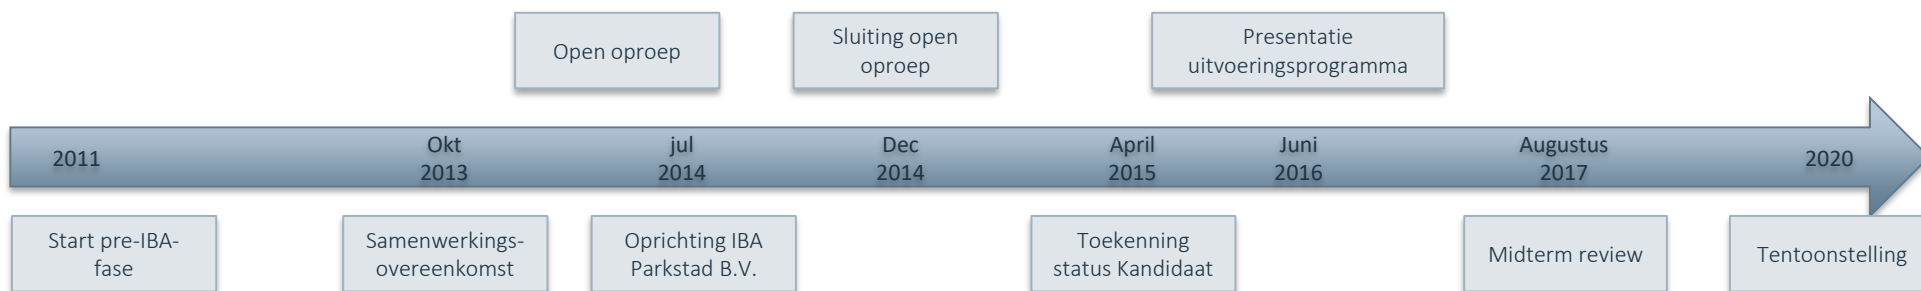 Open oproep
Sluiting open
oproep
Presentatie
uitvoeringsprogramma
2011
Okt
2013
jul
2014
Dec
2014
April
2015
Juni
2016
Augustus
2017
2020
Start pre-IBA-
fase
Samenwerkings-
overeenkomst
Oprichting IBA
Parkstad B.V.
Toekenning
status Kandidaat
Midterm review
Tentoonstelling